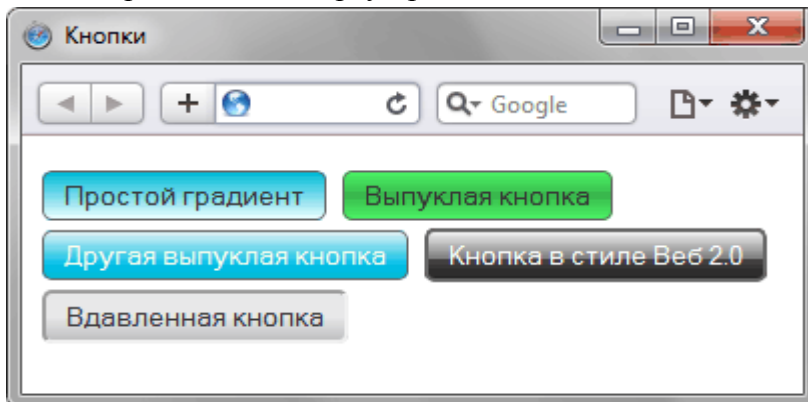 Кнопки
Google
Простой градиент Выпуклая кнопка
Другая выпуклая кнопка Кнопка в стиле Веб 2.0
Вдавленная кнопка